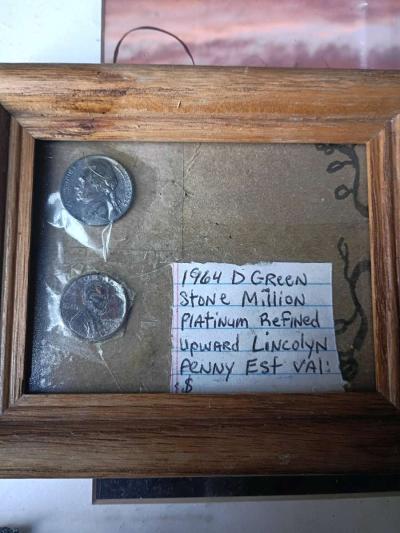 1964 D Green
Stone Million
Platinum Refined
Upward Lincolyn
Penny Est Val:
$